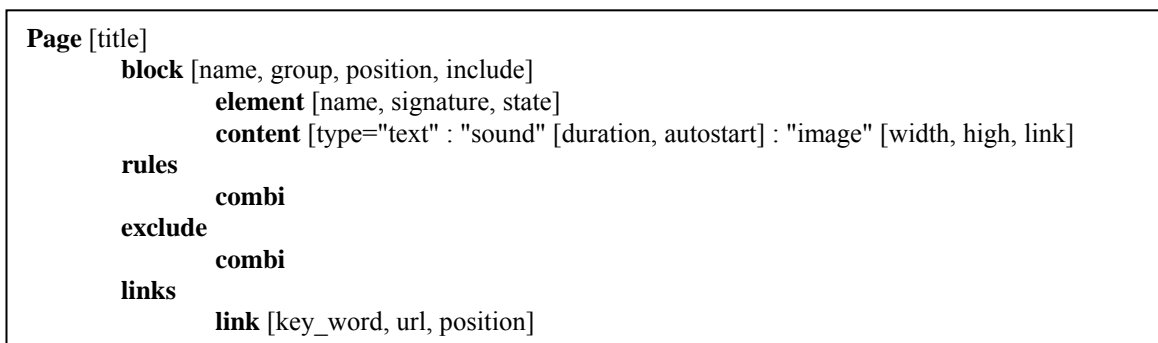 Page [title]
block [name, group, position, include]
element [name, signature, state]
content [type="text" : "sound" [duration, autostart] : "image" [width, high, link]
rules
combi
exclude
combi
links
link [key_word, url, position]